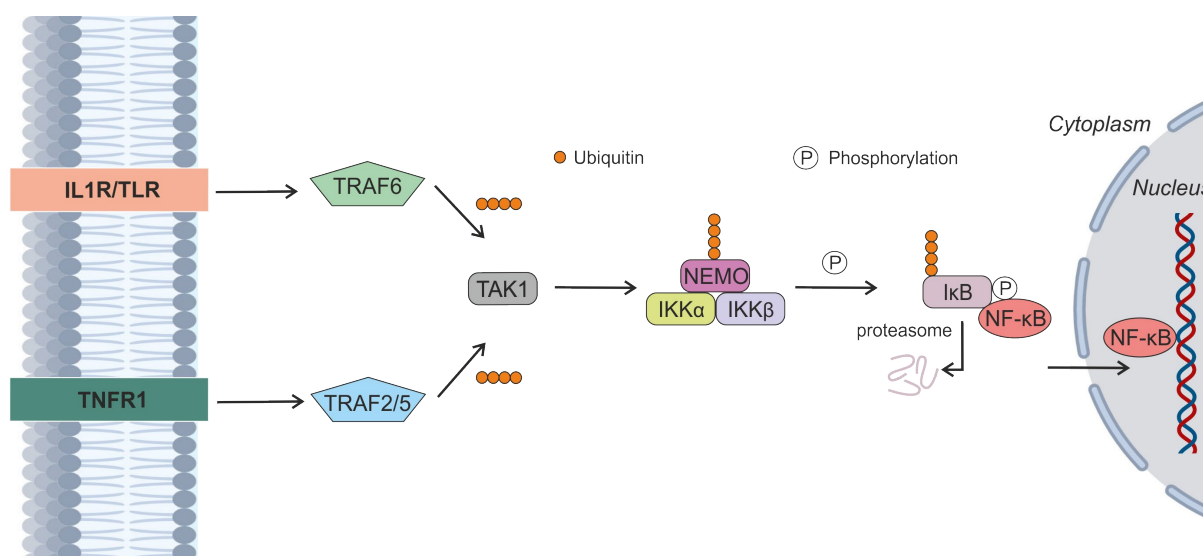 Cytoplasm
Ubiquitin
P Phosphorylation
IL1R/TLR
TRAF6
Nucleus
P
NEMO
TAK1
IKKα
IKKβ
IκB
P
NF-κB
proteasome
NF-κB
TNFR1
TRAF2/5